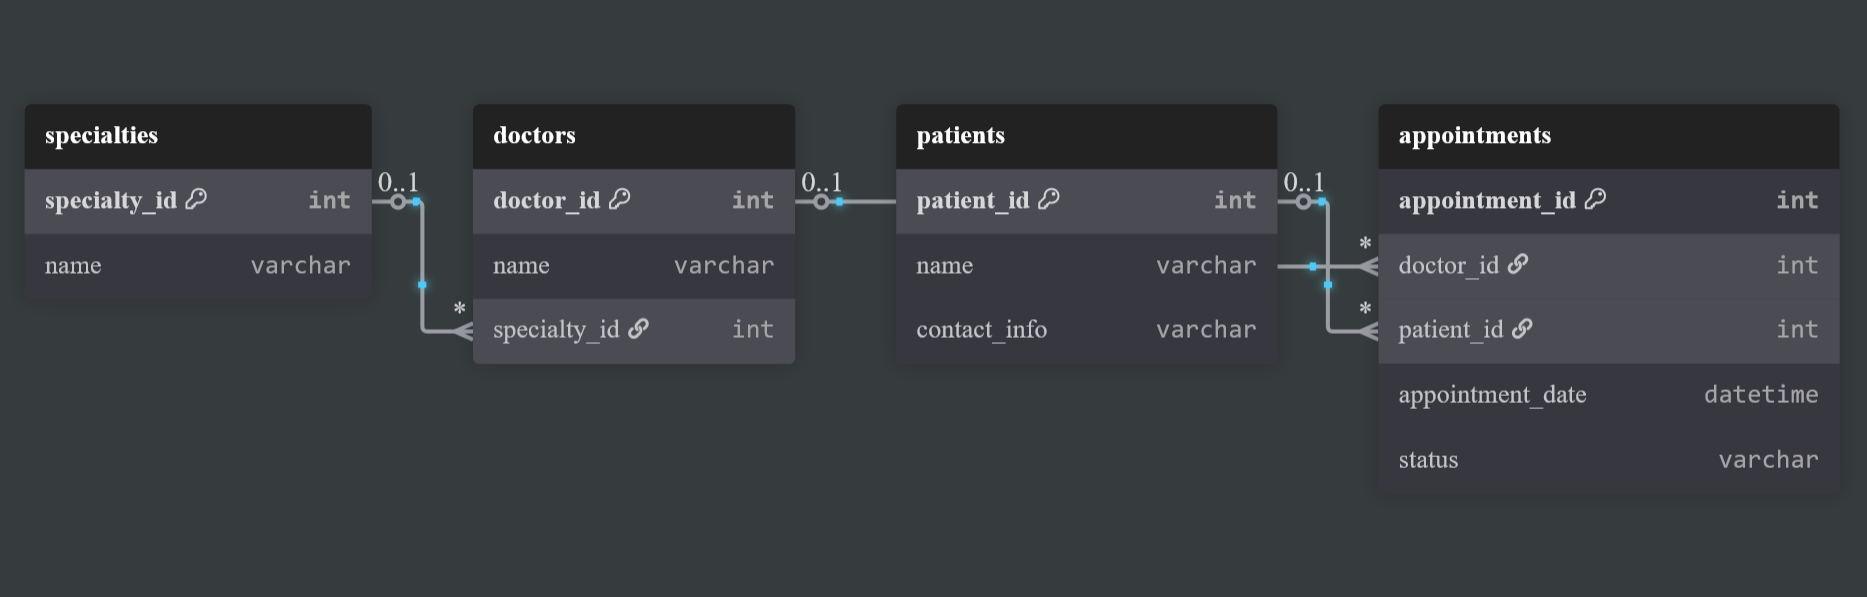 specialties
specialty_id int
name varchar
0..1
*
doctors
doctor_id int
name varchar
specialty_id int
0..1
patients
patient_id int
name varchar
contact_info varchar
0..1
*
*
appointments
appointment_id int
doctor_id int
patient_id int
appointment_date datetime
status varchar